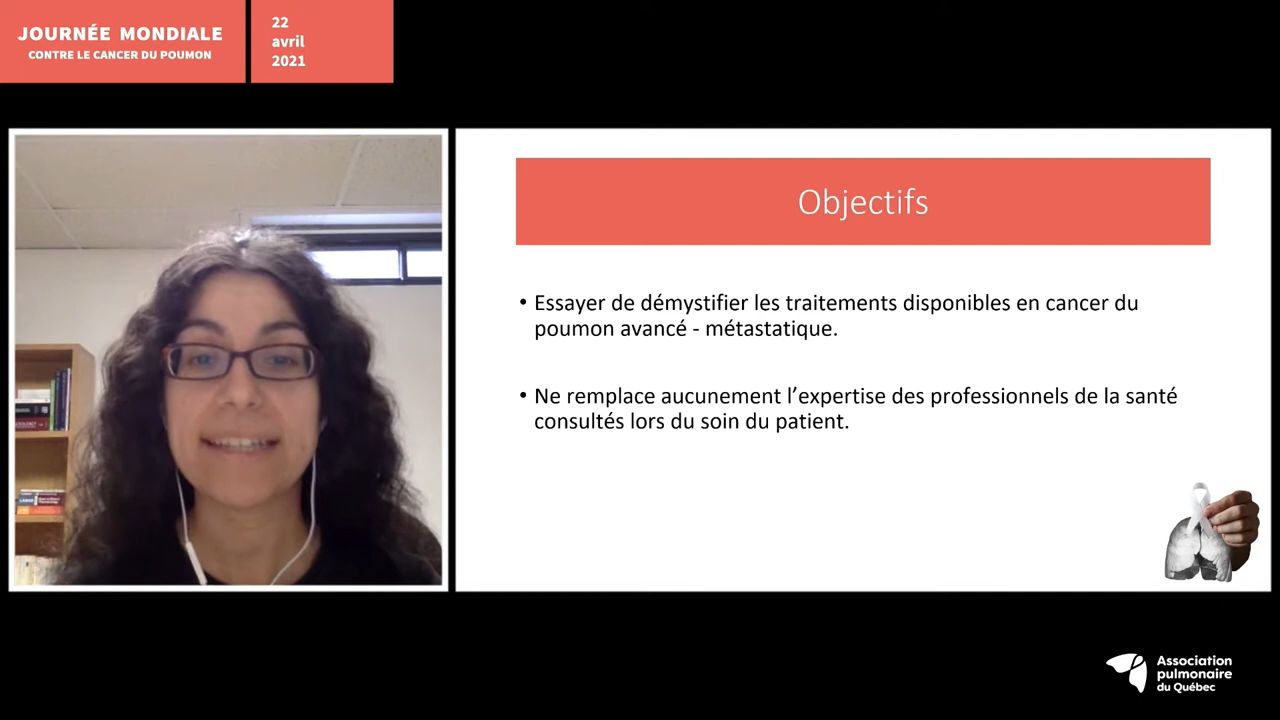 JOURNÉE MONDIALE
CONTRE LE CANCER DU POUMON
22
avril
2021
Objectifs
• Essayer de démystifier les traitements disponibles en cancer du
poumon avancé - métastatique.
• Ne remplace aucunement l’expertise des professionnels de la santé
consultés lors du soin du patient.
Association
pulmonaire
du Québec